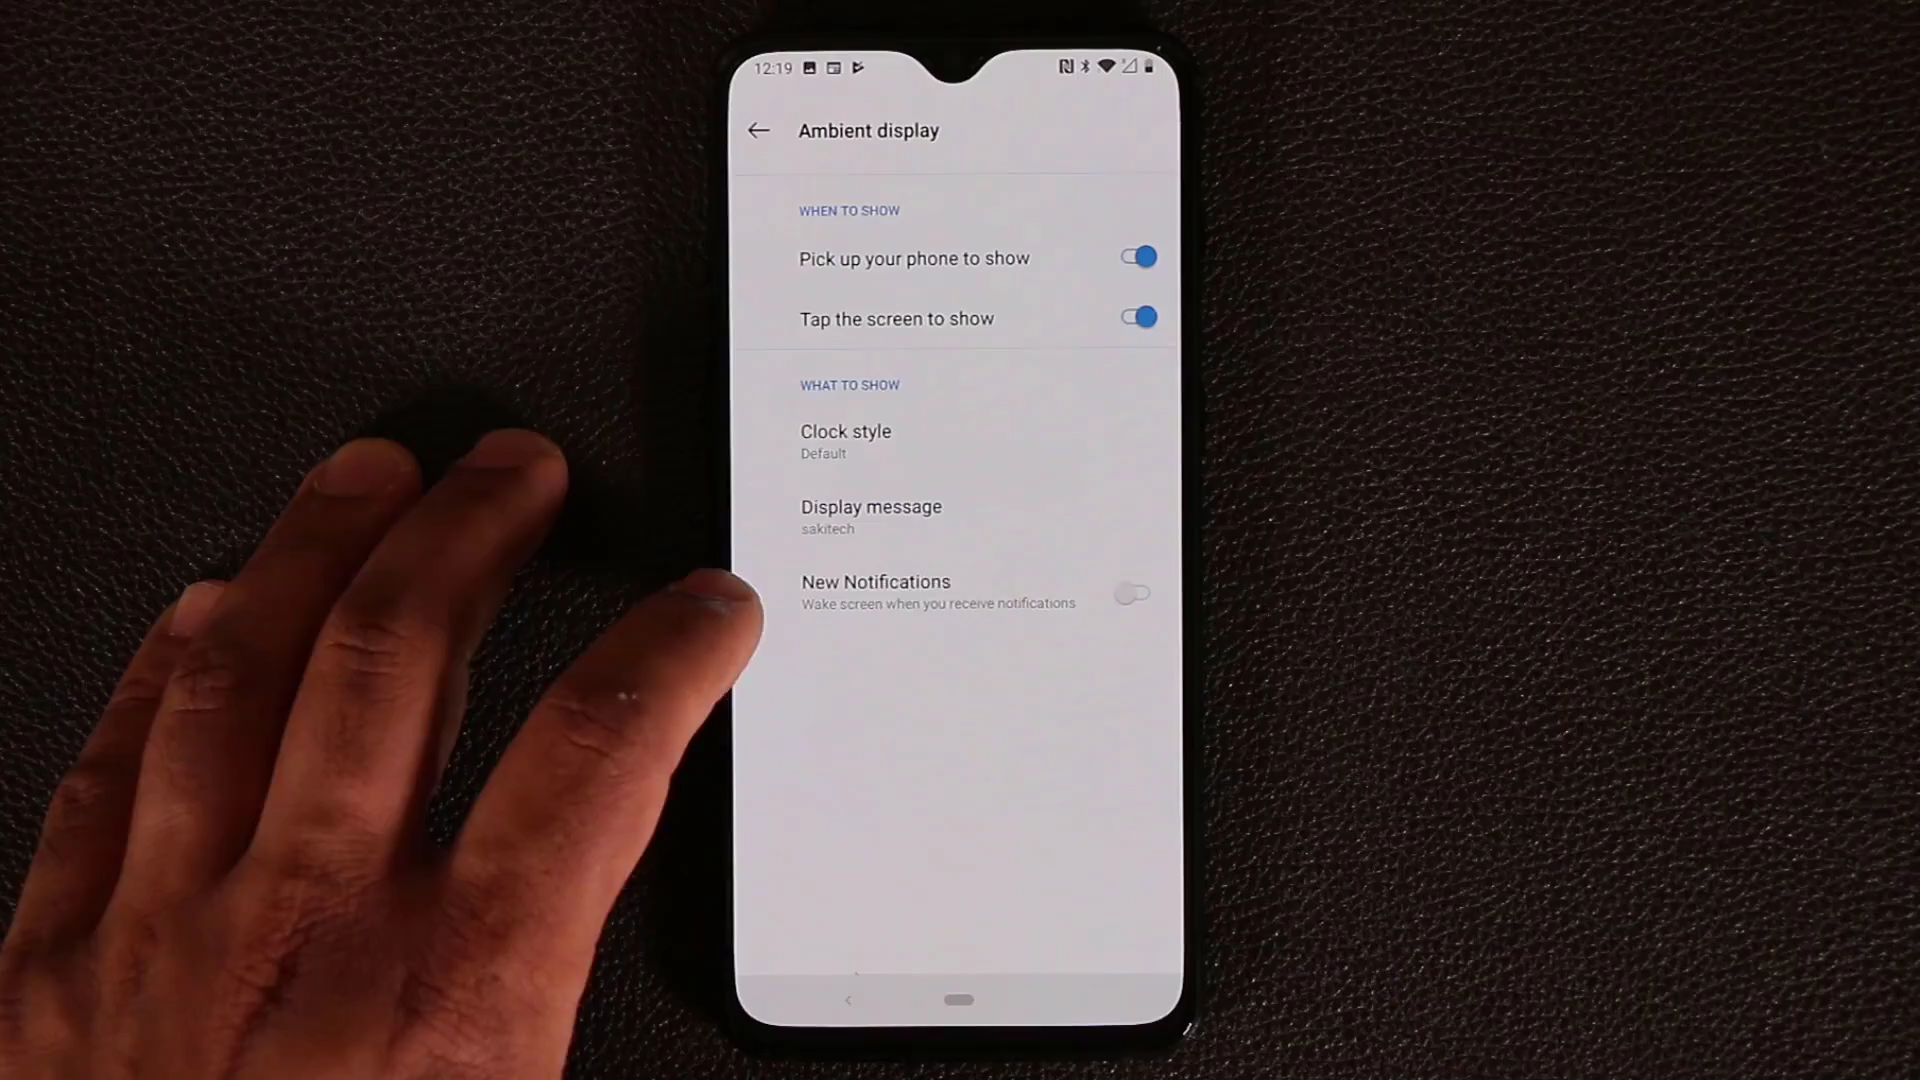 12:19
Ambient display
WHEN TO SHOW
Pick up your phone to show
Tap the screen to show
WHAT TO SHOW
Clock style
Default
Display message
sakitech
New Notifications
Wake screen when you receive notifications